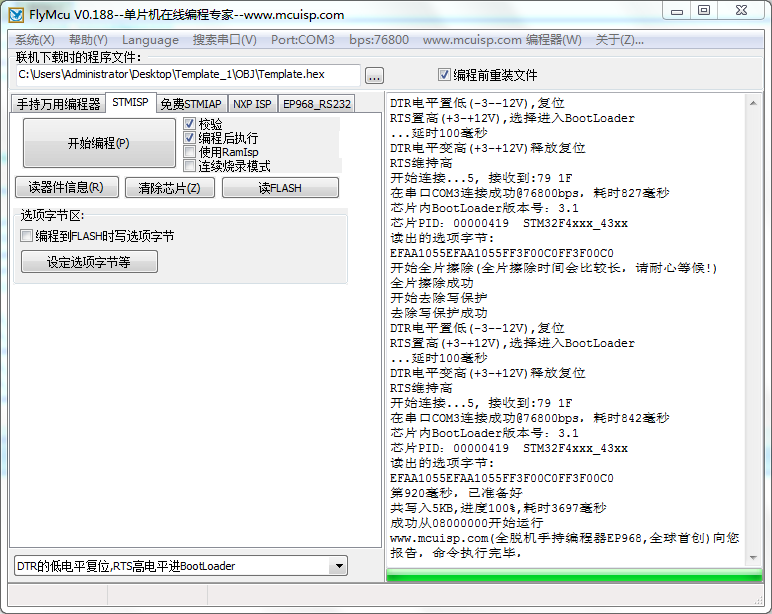 FlyMcu V0.188--单片机在线编程专家--www.mcuisp.com
系统(X) 帮助(Y) Language 搜索串口(V) Port:COM3 bps:76800 www.mcuisp.com 编程器(W) 关于(Z)...
联机下载时的程序文件:
C:\Users\Administrator\Desktop\Template_1\OBJ\Template.hex ... 编程前重装文件
手持万用编程器 STMISP 免费STMIAP NXP ISP EP968_RS232
开始编程(P)
校验
编程后执行
使用RamIsp
连续烧录模式
读器件信息(R) 清除芯片(Z) 读FLASH
选项字节区:
编程到FLASH时写选项字节
设定选项字节等
DTR的低电平复位,RTS高电平进BootLoader
DTR电平置低(-3--12V),复位
RTS置高(+3-+12V),选择进入BootLoader
...延时100毫秒
DTR电平变高(+3-+12V)释放复位
RTS维持高
开始连接...5, 接收到:79 1F
在串口COM3连接成功@76800bps，耗时827毫秒
芯片内BootLoader版本号：3.1
芯片PID：00000419 STM32F4xxx_43xx
读出的选项字节:
EFAA1055EFAA1055FF3F00C0FF3F00C0
开始全片擦除(全片擦除时间会比较长，请耐心等候!)
全片擦除成功
开始去除写保护
去除写保护成功
DTR电平置低(-3--12V),复位
RTS置高(+3-+12V),选择进入BootLoader
...延时100毫秒
DTR电平变高(+3-+12V)释放复位
RTS维持高
开始连接...5, 接收到:79 1F
在串口COM3连接成功@76800bps，耗时842毫秒
芯片内BootLoader版本号：3.1
芯片PID：00000419 STM32F4xxx_43xx
读出的选项字节:
EFAA1055EFAA1055FF3F00C0FF3F00C0
第920毫秒，已准备好
共写入5KB,进度100%,耗时3697毫秒
成功从08000000开始运行
www.mcuisp.com(全脱机手持编程器EP968,全球首创)向您
报告，命令执行完毕，